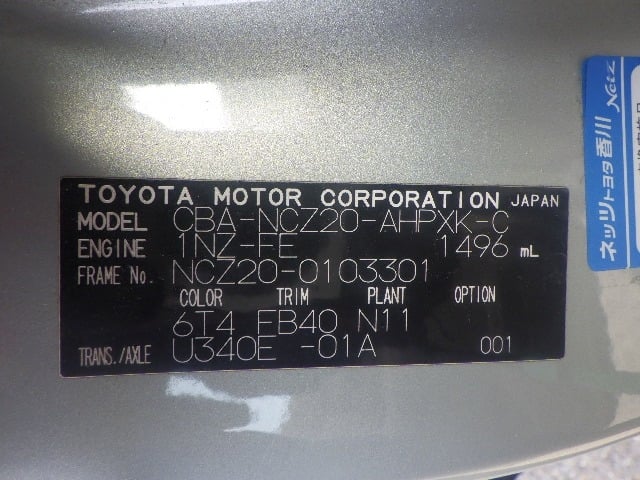 TOYOTA MOTOR CORPORATION JAPAN
MODEL CBA-NCZ20-AHPXK-C
ENGINE 1NZ-FE 1496 mL
FRAME No. NCZ20-0103301
COLOR TRIM PLANT OPTION
6T4 FB40 N11
TRANS./AXLE U340E -01A 001
ネッツトヨタ香川 Netz